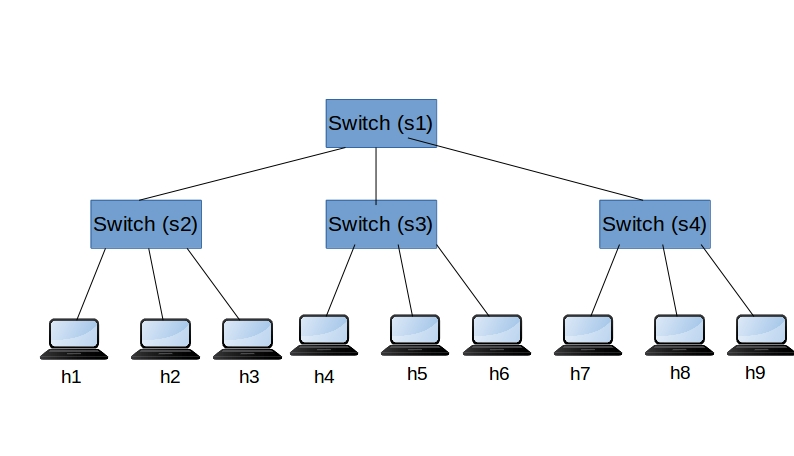 Switch (s1)
Switch (s2)
Switch (s3)
Switch (s4)
h1
h2
h3
h4
h5
h6
h7
h8
h9